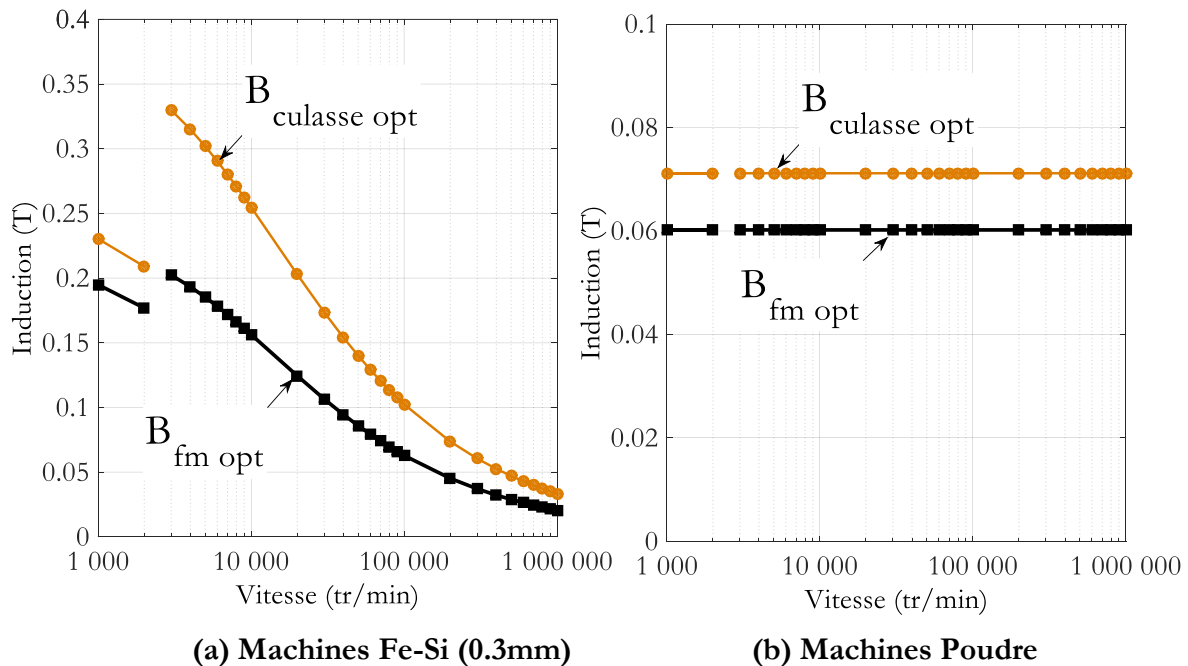 0.4
0.35
0.3
0.25
0.2
0.15
0.1
0.05
0
Induction (T)
B culasse opt
B fm opt
1 000
10 000
100 000
1 000 000
Vitesse (tr/min)
(a) Machines Fe-Si (0.3mm)
0.1
0.08
0.06
0.04
0.02
0
Induction (T)
B culasse opt
B fm opt
1 000
10 000
100 000
1 000 000
Vitesse (tr/min)
(b) Machines Poudre